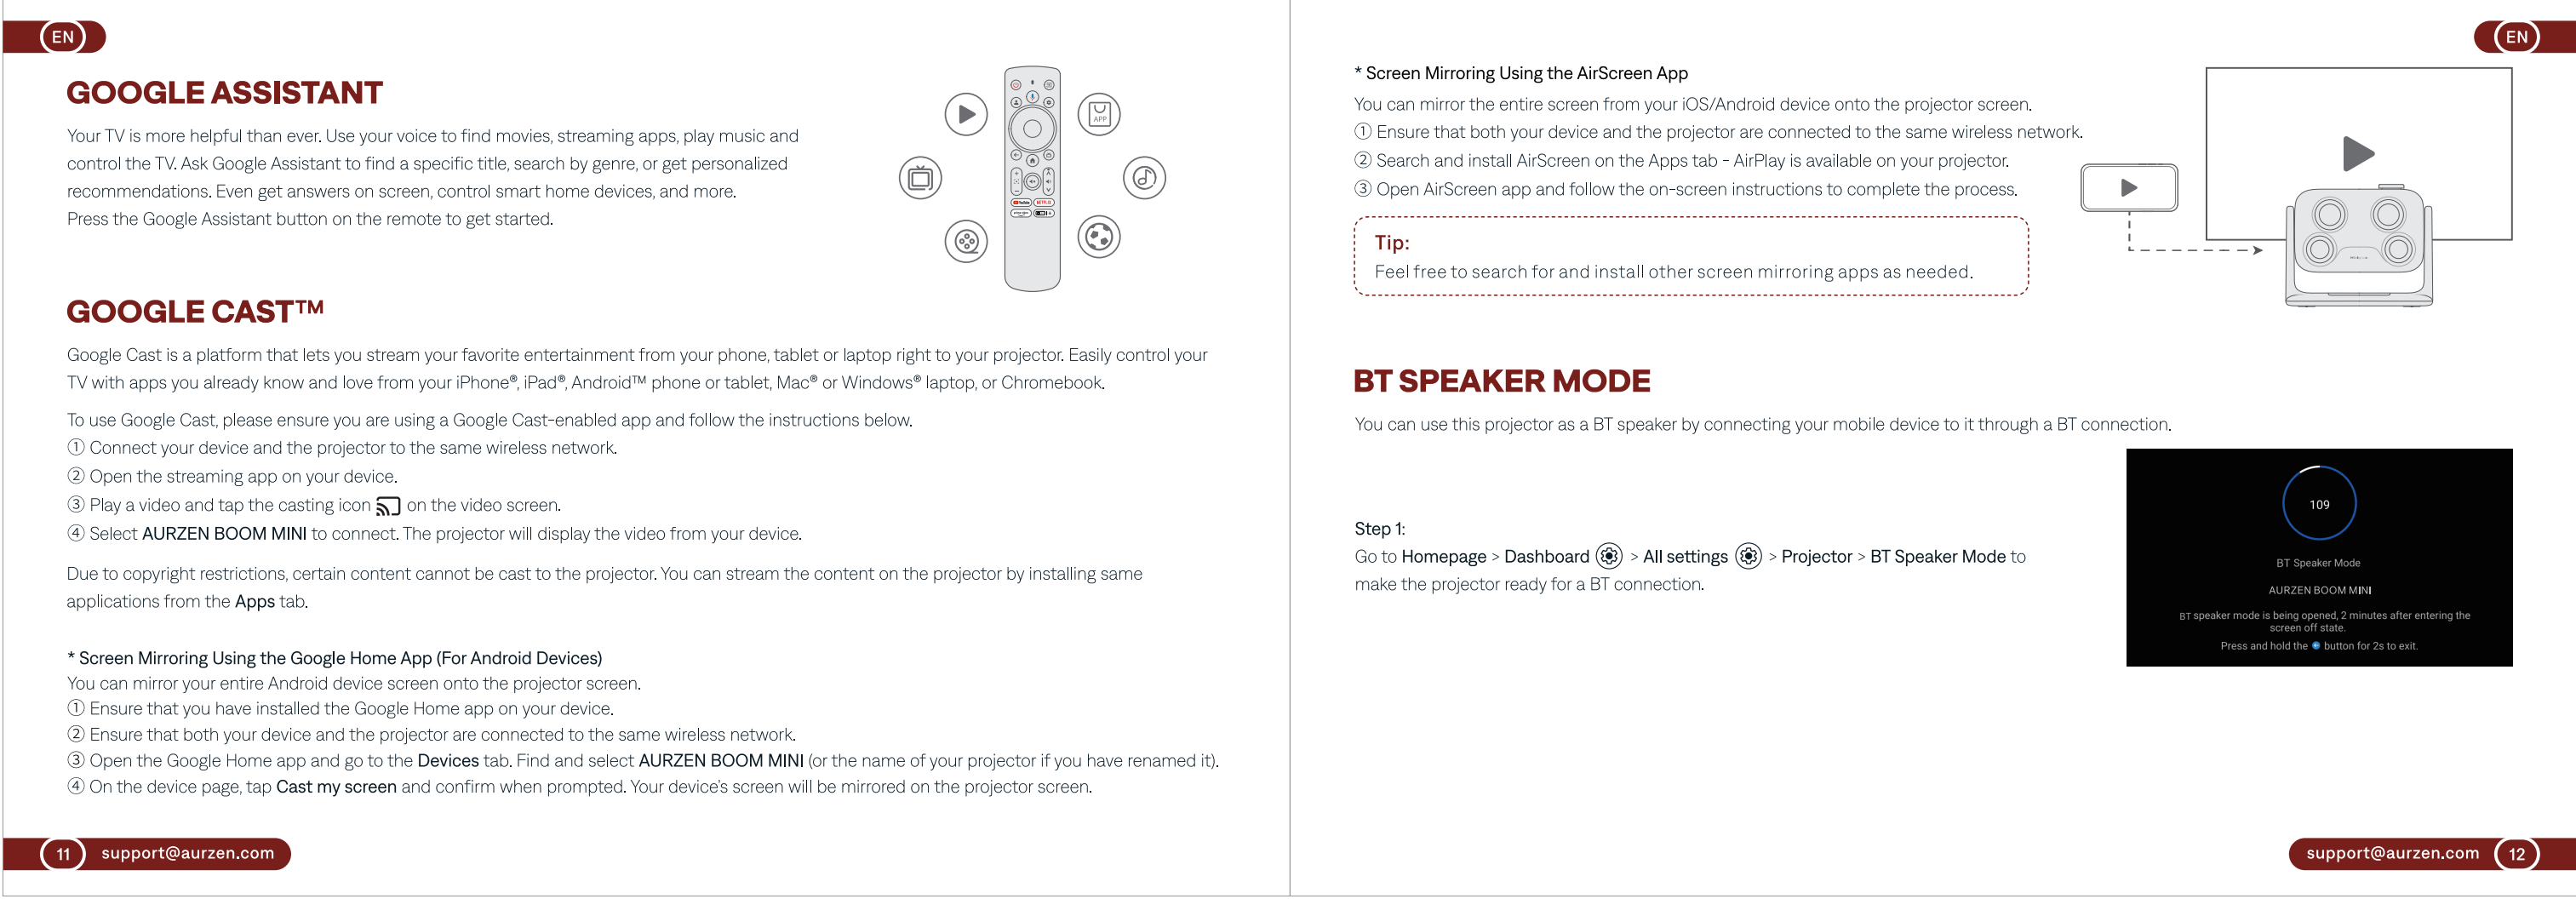 EN
GOOGLE ASSISTANT
Your TV is more helpful than ever. Use your voice to find movies, streaming apps, play music and
control the TV. Ask Google Assistant to find a specific title, search by genre, or get personalized
recommendations. Even get answers on screen, control smart home devices, and more.
Press the Google Assistant button on the remote to get started.
APP
YouTube NETFLIX
GOOGLE CAST™
Google Cast is a platform that lets you stream your favorite entertainment from your phone, tablet or laptop right to your projector. Easily control your
TV with apps you already know and love from your iPhone®, iPad®, Android™ phone or tablet, Mac® or Windows® laptop, or Chromebook.
To use Google Cast, please ensure you are using a Google Cast-enabled app and follow the instructions below.
① Connect your device and the projector to the same wireless network.
② Open the streaming app on your device.
③ Play a video and tap the casting icon on the video screen.
④ Select AURZEN BOOM MINI to connect. The projector will display the video from your device.
Due to copyright restrictions, certain content cannot be cast to the projector. You can stream the content on the projector by installing same
applications from the Apps tab.
* Screen Mirroring Using the Google Home App (For Android Devices)
You can mirror your entire Android device screen onto the projector screen.
① Ensure that you have installed the Google Home app on your device.
② Ensure that both your device and the projector are connected to the same wireless network.
③ Open the Google Home app and go to the Devices tab. Find and select AURZEN BOOM MINI (or the name of your projector if you have renamed it).
④ On the device page, tap Cast my screen and confirm when prompted. Your device's screen will be mirrored on the projector screen.
11 support@aurzen.com
EN
* Screen Mirroring Using the AirScreen App
You can mirror the entire screen from your iOS/Android device onto the projector screen.
① Ensure that both your device and the projector are connected to the same wireless network.
② Search and install AirScreen on the Apps tab - AirPlay is available on your projector.
③ Open AirScreen app and follow the on-screen instructions to complete the process.
Tip:
Feel free to search for and install other screen mirroring apps as needed.
BT SPEAKER MODE
You can use this projector as a BT speaker by connecting your mobile device to it through a BT connection.
Step 1:
Go to Homepage > Dashboard > All settings > Projector > BT Speaker Mode to
make the projector ready for a BT connection.
109
BT Speaker Mode
AURZEN BOOM MINI
BT speaker mode is being opened, 2 minutes after entering the
screen off state.
Press and hold the button for 2s to exit.
support@aurzen.com 12